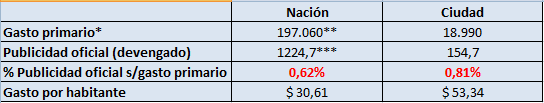 Nación Ciudad
Gasto primario* 197.060** 18.990
Publicidad oficial (devengado) 1224,7*** 154,7
% Publicidad oficial s/gasto primario 0,62% 0,81%
Gasto por habitante $ 30,61 $ 53,34